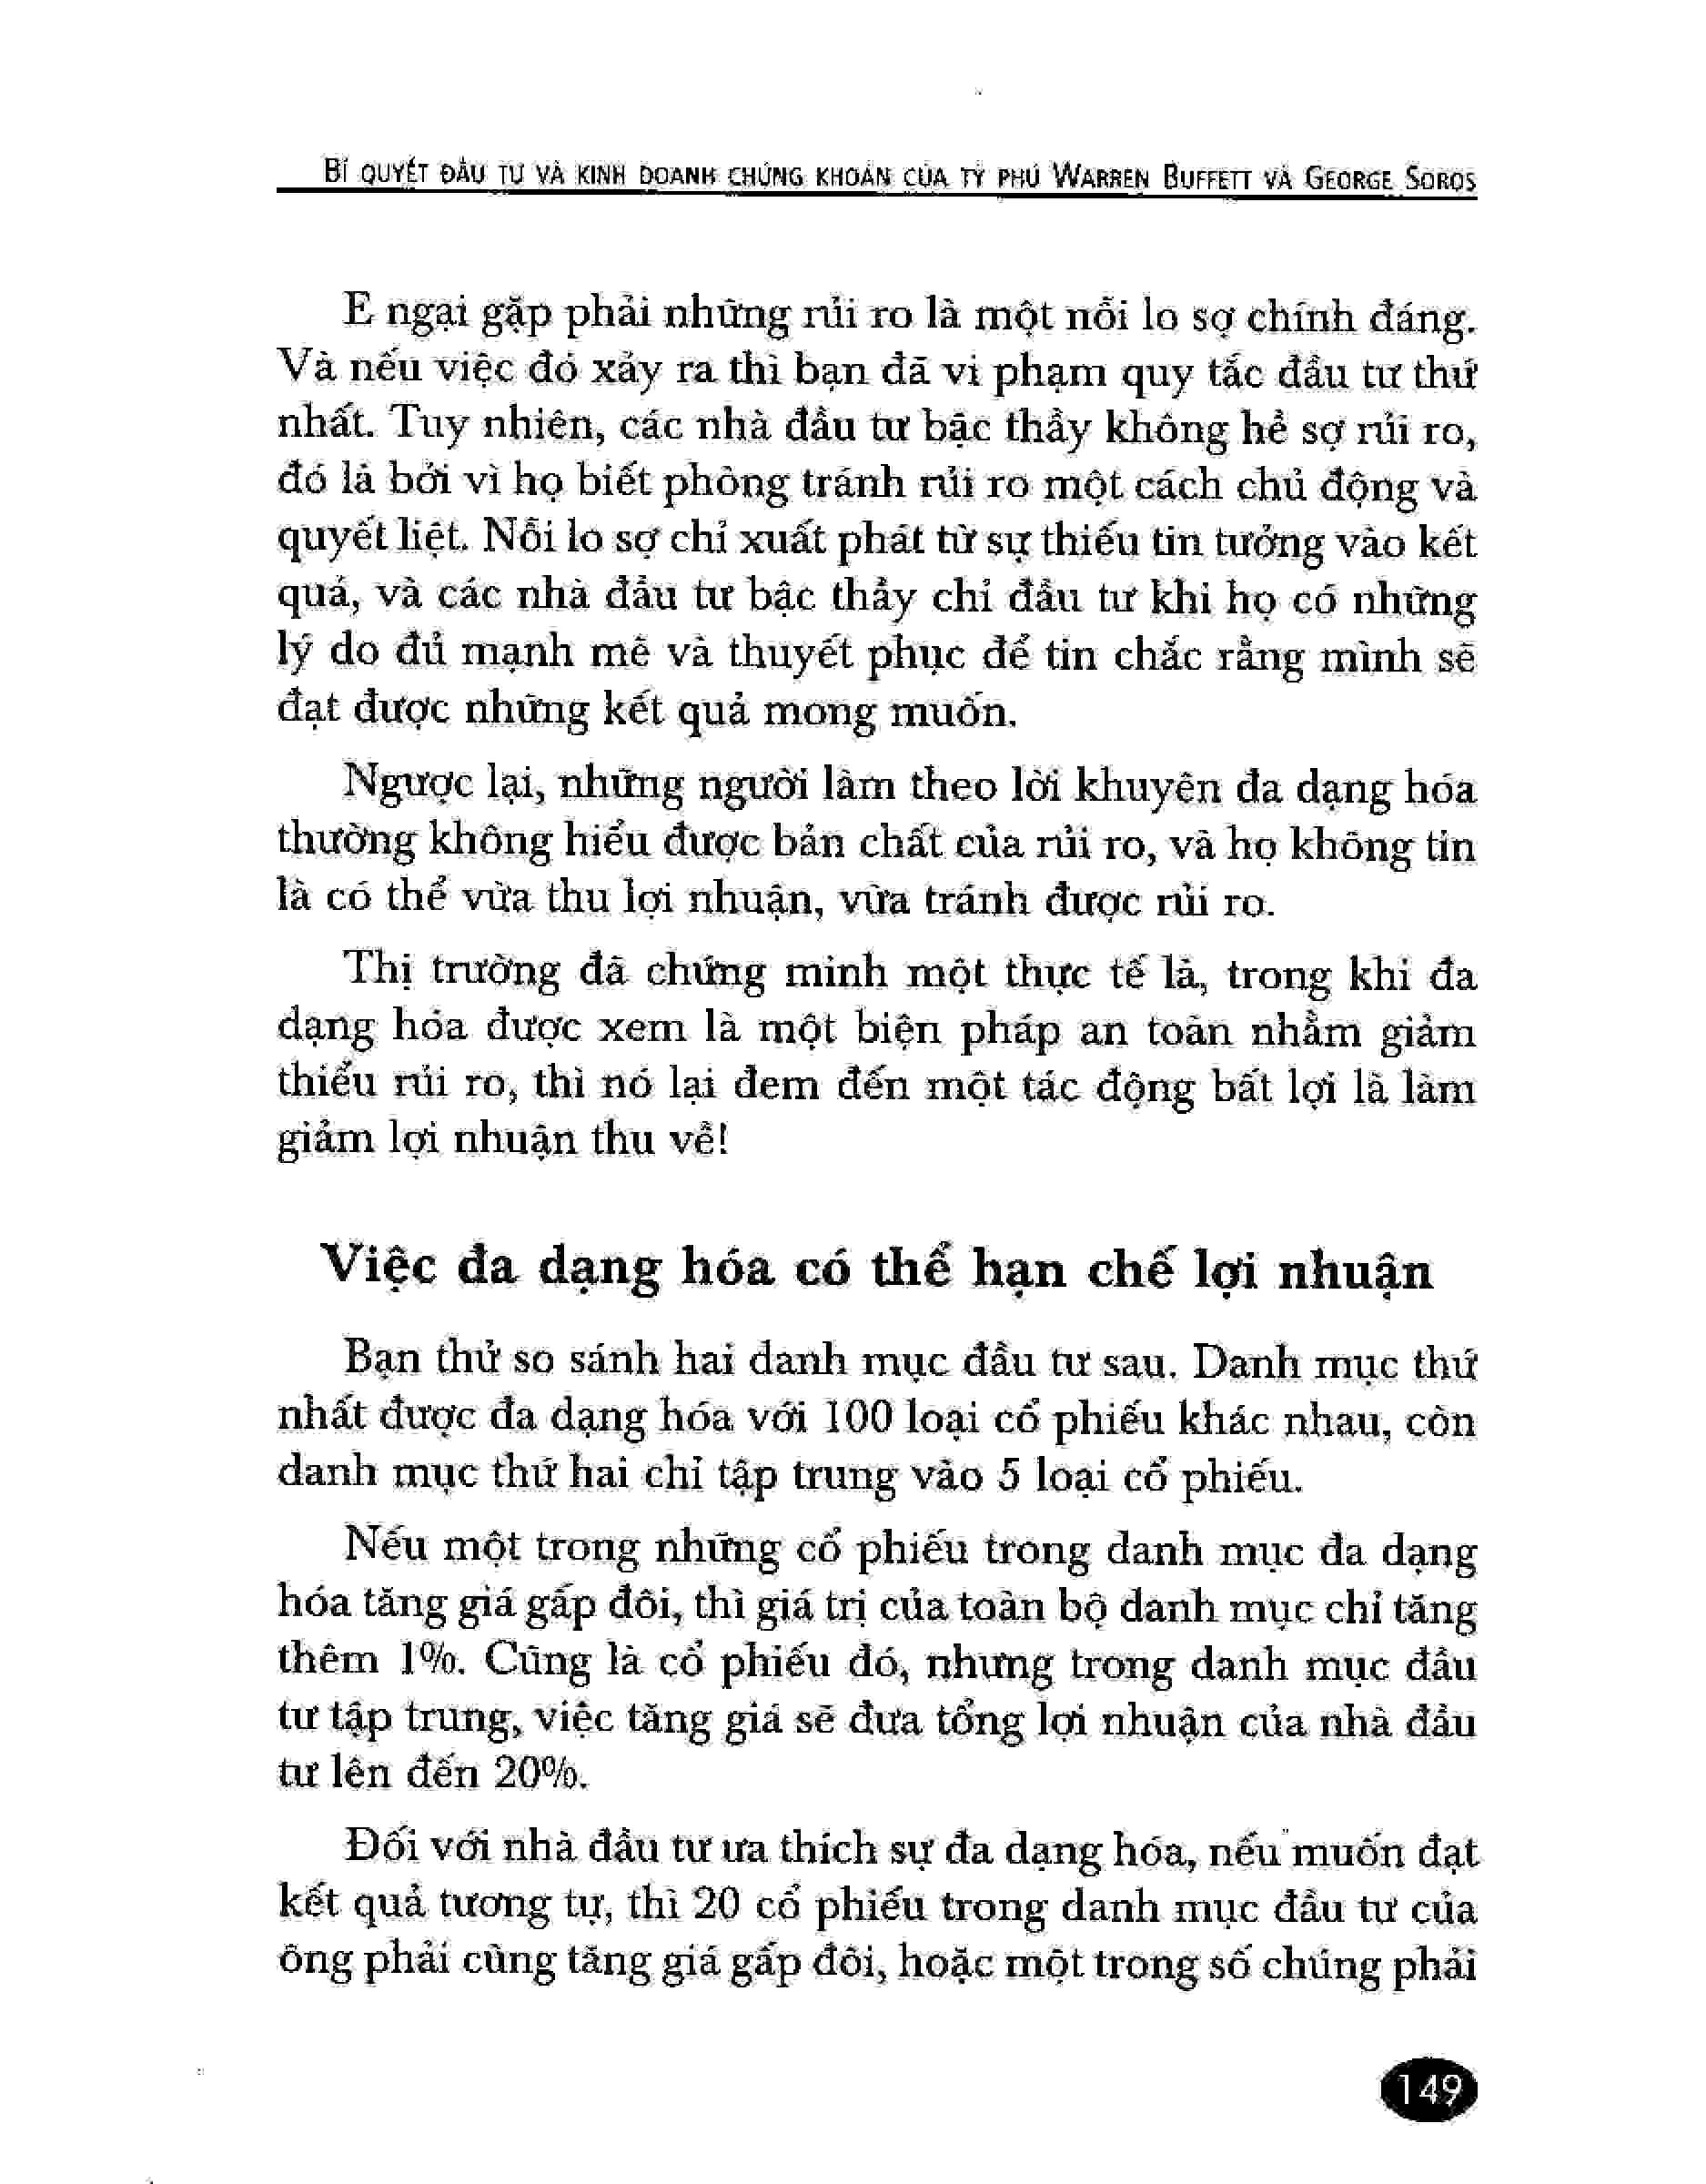 BÍ QUYẾT ĐẦU TƯ VÀ KINH DOANH CHỨNG KHOÁN CỦA TỶ PHÚ WARREN BUFFETT VÀ GEORGE SOROS
E ngại gặp phải những rủi ro là một nỗi lo sợ chính đáng.
Và nếu việc đó xảy ra thì bạn đã vi phạm quy tắc đầu tư thứ
nhất. Tuy nhiên, các nhà đầu tư bậc thầy không hề sợ rủi ro,
đó là bởi vì họ biết phòng tránh rủi ro một cách chủ động và
quyết liệt. Nỗi lo sợ chỉ xuất phát từ sự thiếu tin tưởng vào kết
quả, và các nhà đầu tư bậc thầy chỉ đầu tư khi họ có những
lý do đủ mạnh mẽ và thuyết phục để tin chắc rằng mình sẽ
đạt được những kết quả mong muốn.
Ngược lại, những người làm theo lời khuyên đa dạng hóa
thường không hiểu được bản chất của rủi ro, và họ không tin
là có thể vừa thu lợi nhuận, vừa tránh được rủi ro.
Thị trường đã chứng minh một thực tế là, trong khi đa
dạng hóa được xem là một biện pháp an toàn nhằm giảm
thiểu rủi ro, thì nó lại đem đến một tác động bất lợi là làm
giảm lợi nhuận thu về!
Việc đa dạng hóa có thể hạn chế lợi nhuận
Bạn thử so sánh hai danh mục đầu tư sau. Danh mục thứ
nhất được đa dạng hóa với 100 loại cổ phiếu khác nhau, còn
danh mục thứ hai chỉ tập trung vào 5 loại cổ phiếu.
Nếu một trong những cổ phiếu trong danh mục đa dạng
hóa tăng giá gấp đôi, thì giá trị của toàn bộ danh mục chỉ tăng
thêm 1%. Cũng là cổ phiếu đó, nhưng trong danh mục đầu
tư tập trung, việc tăng giá sẽ đưa tổng lợi nhuận của nhà đầu
tư lên đến 20%.
Đối với nhà đầu tư ưa thích sự đa dạng hóa, nếu muốn đạt
kết quả tương tự, thì 20 cổ phiếu trong danh mục đầu tư của
ông phải cùng tăng giá gấp đôi, hoặc một trong số chúng phải
149